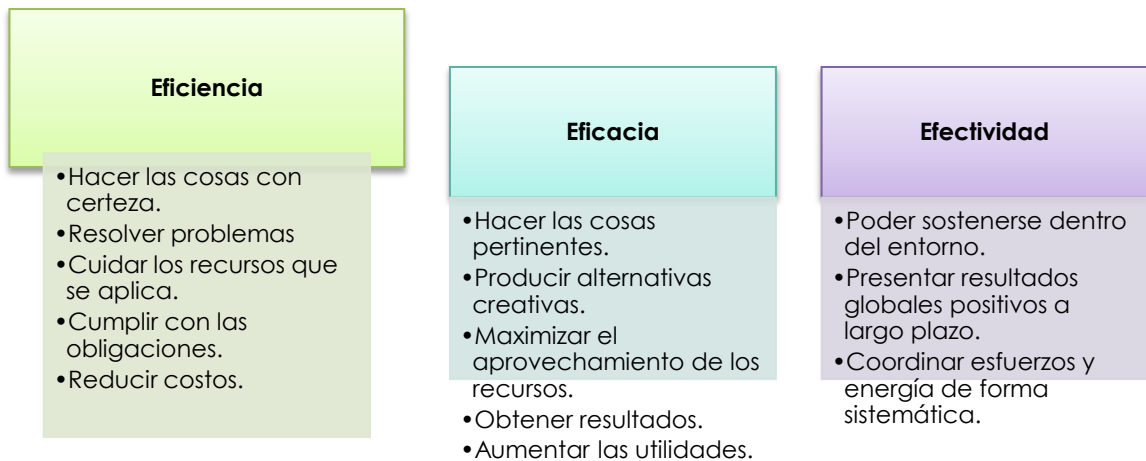 Eficiencia
•Hacer las cosas con
certeza.
•Resolver problemas
•Cuidar los recursos que
se aplica.
•Cumplir con las
obligaciones.
•Reducir costos.
Eficacia
•Hacer las cosas
pertinentes.
•Producir alternativas
creativas.
•Maximizar el
aprovechamiento de los
recursos.
•Obtener resultados.
•Aumentar las utilidades.
Efectividad
•Poder sostenerse dentro
del entorno.
•Presentar resultados
globales positivos a
largo plazo.
•Coordinar esfuerzos y
energía de forma
sistemática.